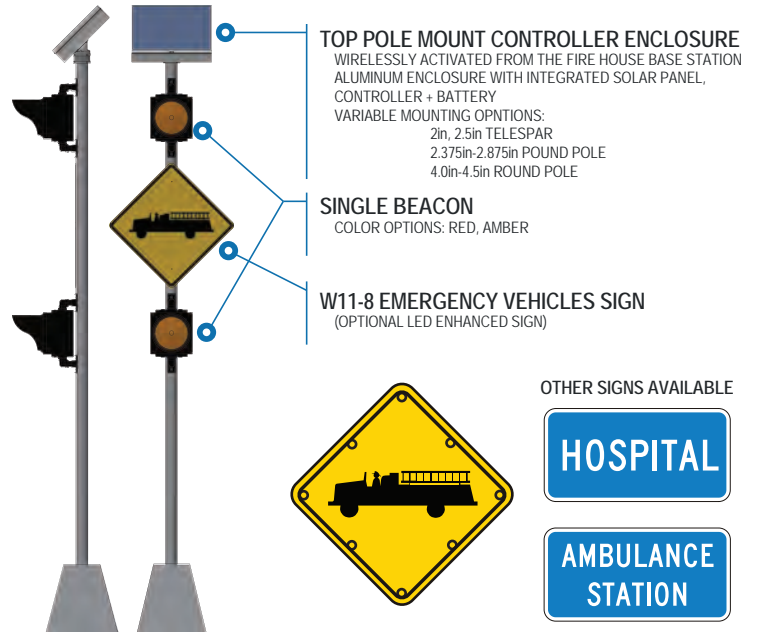 TOP POLE MOUNT CONTROLLER ENCLOSURE
WIRELESSLY ACTIVATED FROM THE FIRE HOUSE BASE STATION
ALUMINUM ENCLOSURE WITH INTEGRATED SOLAR PANEL,
CONTROLLER + BATTERY
VARIABLE MOUNTING OPNTIONS:
2in, 2.5in TELESPAR
2.375in-2.875in POUND POLE
4.0in-4.5in ROUND POLE
SINGLE BEACON
COLOR OPTIONS: RED, AMBER
W11-8 EMERGENCY VEHICLES SIGN
(OPTIONAL LED ENHANCED SIGN)
OTHER SIGNS AVAILABLE
HOSPITAL
AMBULANCE
STATION